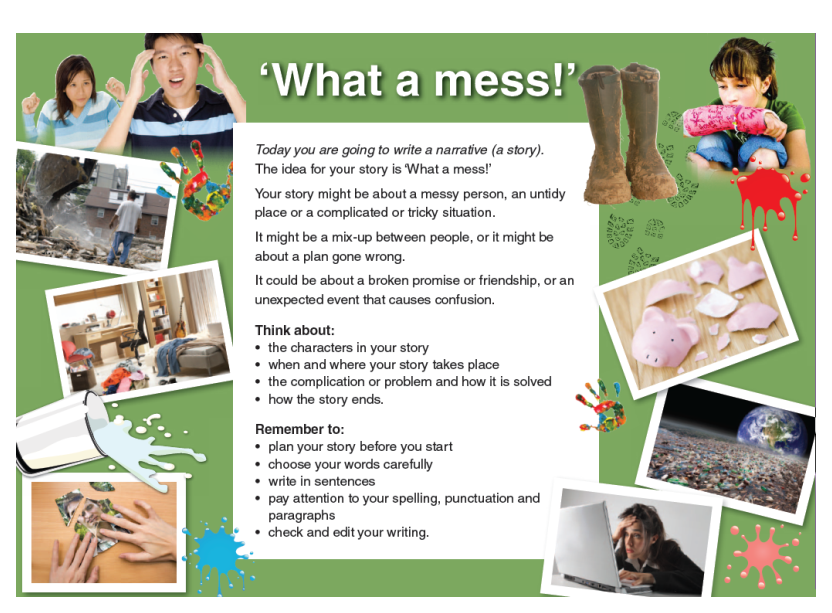 ‘What a mess!’
Today you are going to write a narrative (a story).
The idea for your story is ‘What a mess!’
Your story might be about a messy person, an untidy
place or a complicated or tricky situation.
It might be a mix-up between people, or it might be
about a plan gone wrong.
It could be about a broken promise or friendship, or an
unexpected event that causes confusion.
Think about:
• the characters in your story
• when and where your story takes place
• the complication or problem and how it is solved
• how the story ends.
Remember to:
• plan your story before you start
• choose your words carefully
• write in sentences
• pay attention to your spelling, punctuation and
paragraphs
• check and edit your writing.